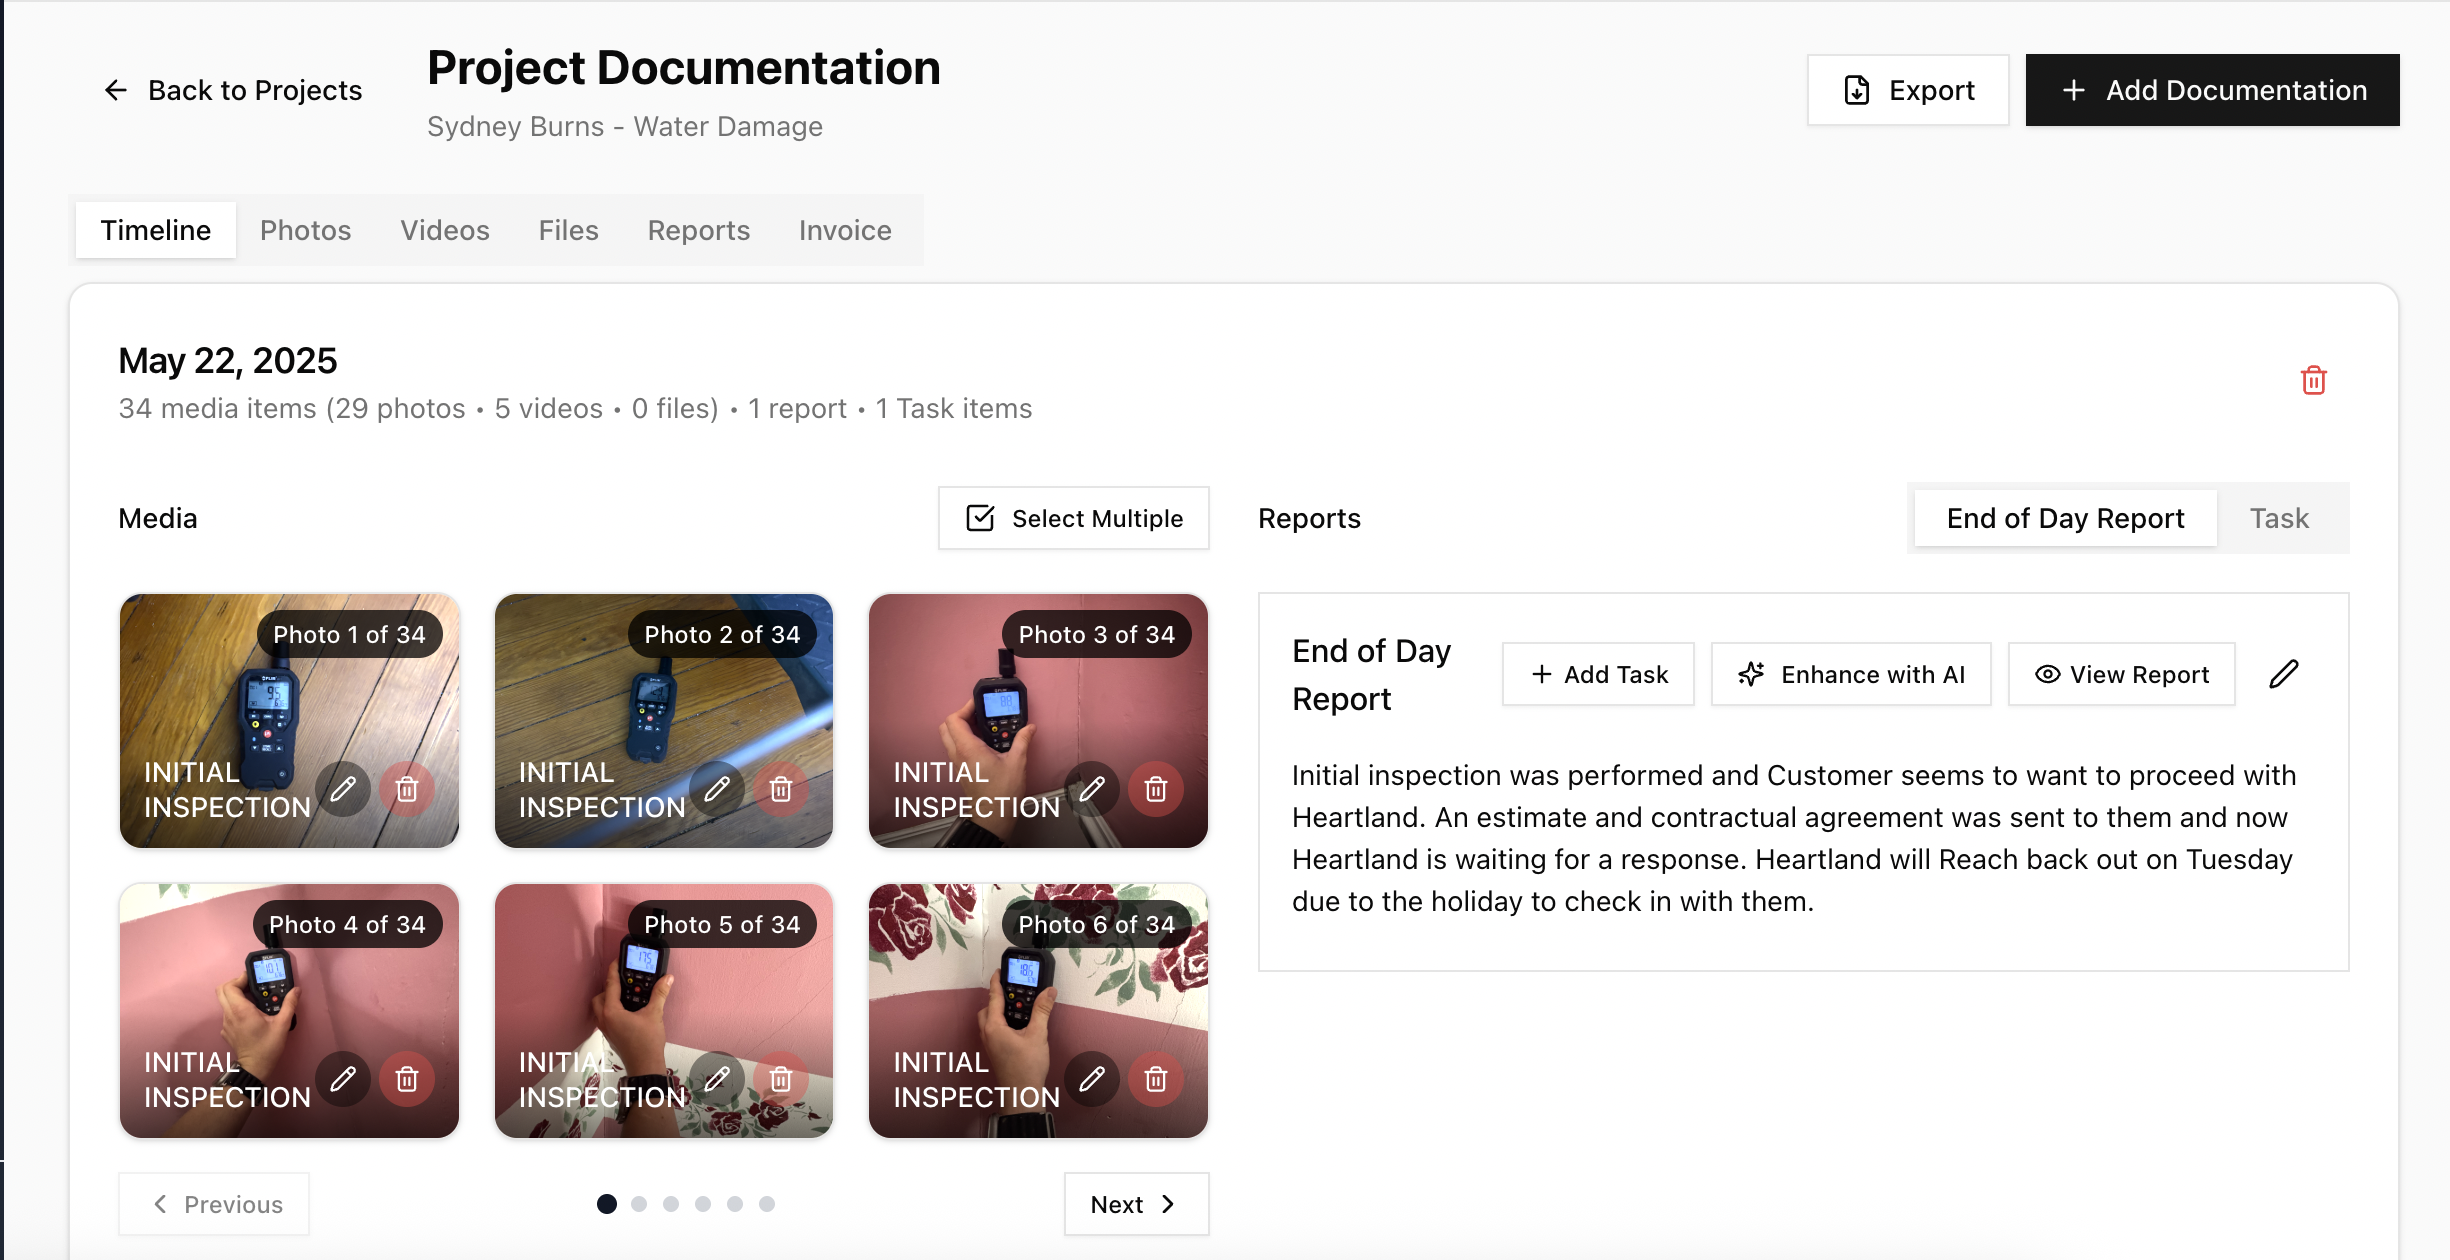 Back to Projects
Project Documentation
Sydney Burns - Water Damage
Export
Add Documentation
Timeline
Photos
Videos
Files
Reports
Invoice
May 22, 2025
34 media items (29 photos • 5 videos • 0 files) • 1 report • 1 Task items
Media
Select Multiple
Photo 1 of 34
INITIAL
INSPECTION
Photo 2 of 34
INITIAL
INSPECTION
Photo 3 of 34
INITIAL
INSPECTION
Photo 4 of 34
INITIAL
INSPECTION
Photo 5 of 34
INITIAL
INSPECTION
Photo 6 of 34
INITIAL
INSPECTION
Previous
Next
Reports
End of Day Report
Task
End of Day
Report
Add Task
Enhance with AI
View Report
Initial inspection was performed and Customer seems to want to proceed with
Heartland. An estimate and contractual agreement was sent to them and now
Heartland is waiting for a response. Heartland will Reach back out on Tuesday
due to the holiday to check in with them.